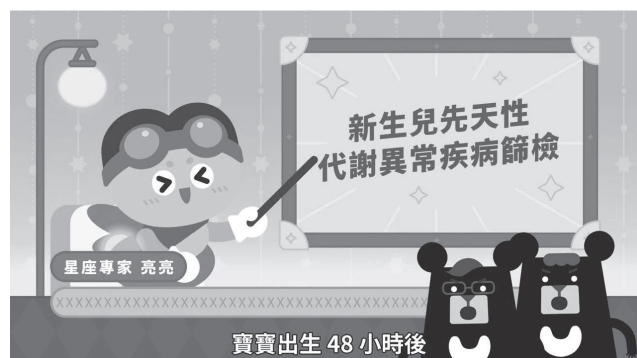 新生兒先天性
代謝異常疾病篩檢
星座專家 亮亮
寶寶出生 48 小時後